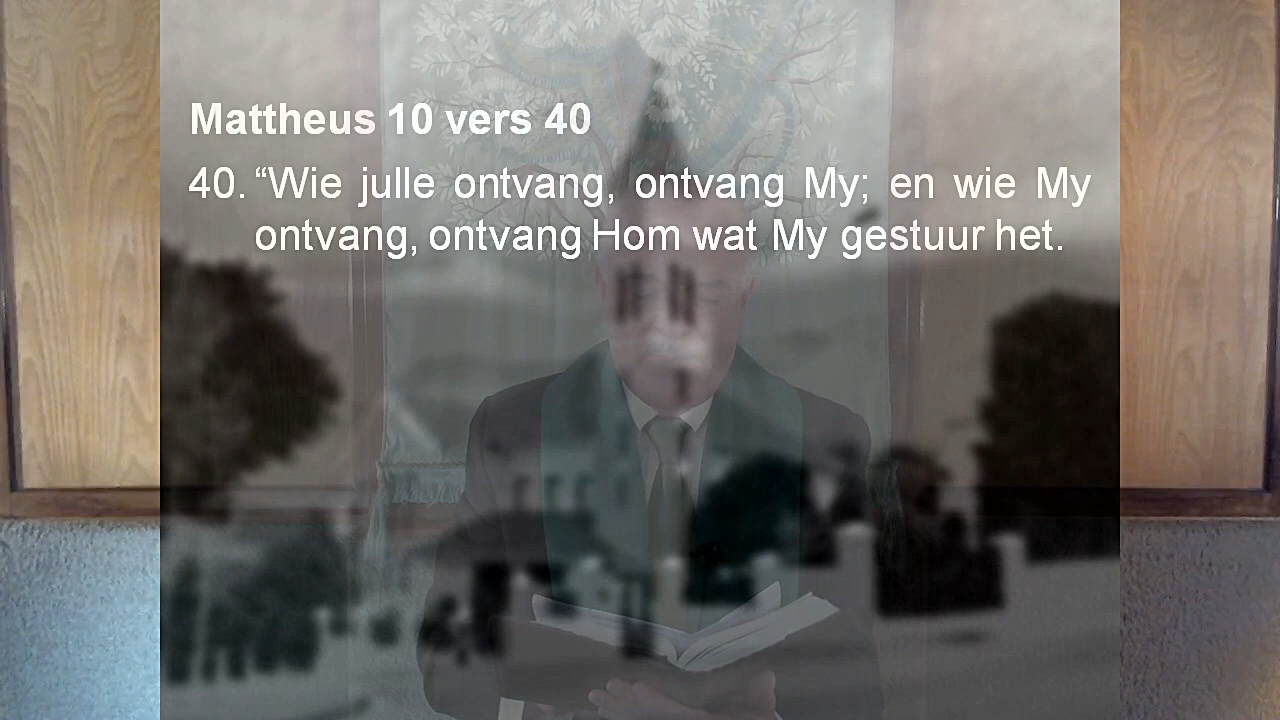 Mattheus 10 vers 40
40. “Wie julle ontvang, ontvang My; en wie My
ontvang, ontvang Hom wat My gestuur het.